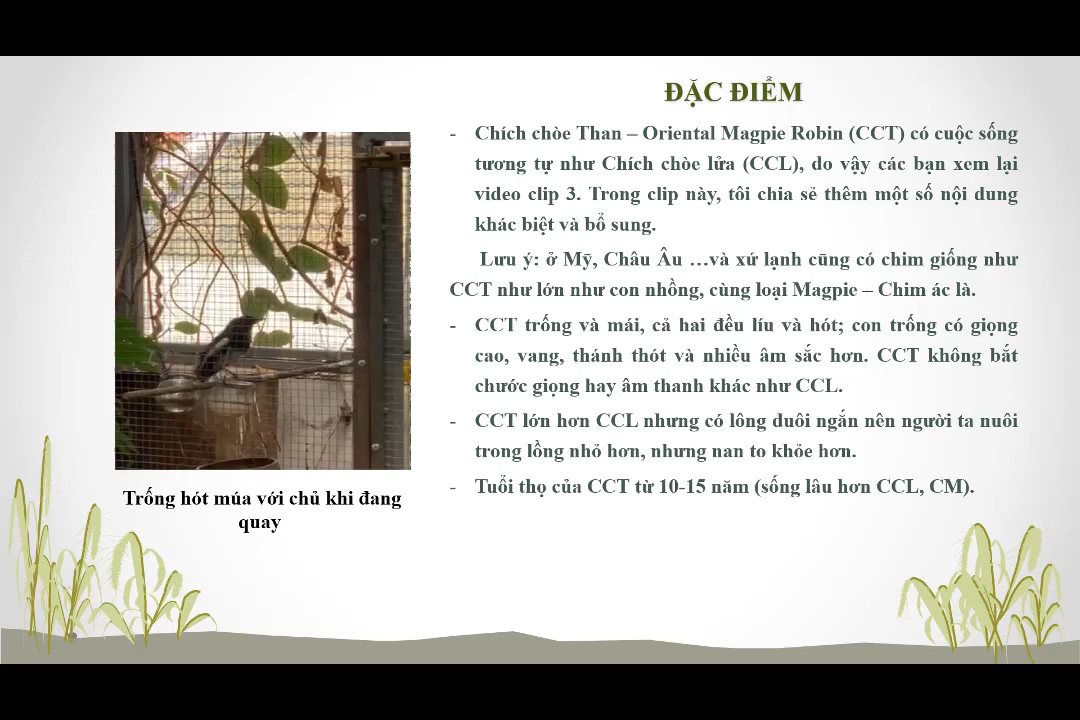 ĐẶC ĐIỂM
- Chích chòe Than – Oriental Magpie Robin (CCT) có cuộc sống
tương tự như Chích chòe lửa (CCL), do vậy các bạn xem lại
video clip 3. Trong clip này, tôi chia sẻ thêm một số nội dung
khác biệt và bổ sung.
Lưu ý: ở Mỹ, Châu Âu …và xứ lạnh cũng có chim giống như
CCT như lớn như con nhồng, cùng loại Magpie – Chim ác là.
- CCT trống và mái, cả hai đều líu và hót; con trống có giọng
cao, vang, thánh thót và nhiều âm sắc hơn. CCT không bắt
chước giọng hay âm thanh khác như CCL.
- CCT lớn hơn CCL nhưng có lông duôi ngắn nên người ta nuôi
trong lồng nhỏ hơn, nhưng nan to khỏe hơn.
- Tuổi thọ của CCT từ 10-15 năm (sống lâu hơn CCL, CM).
Trống hót múa với chủ khi đang
quay